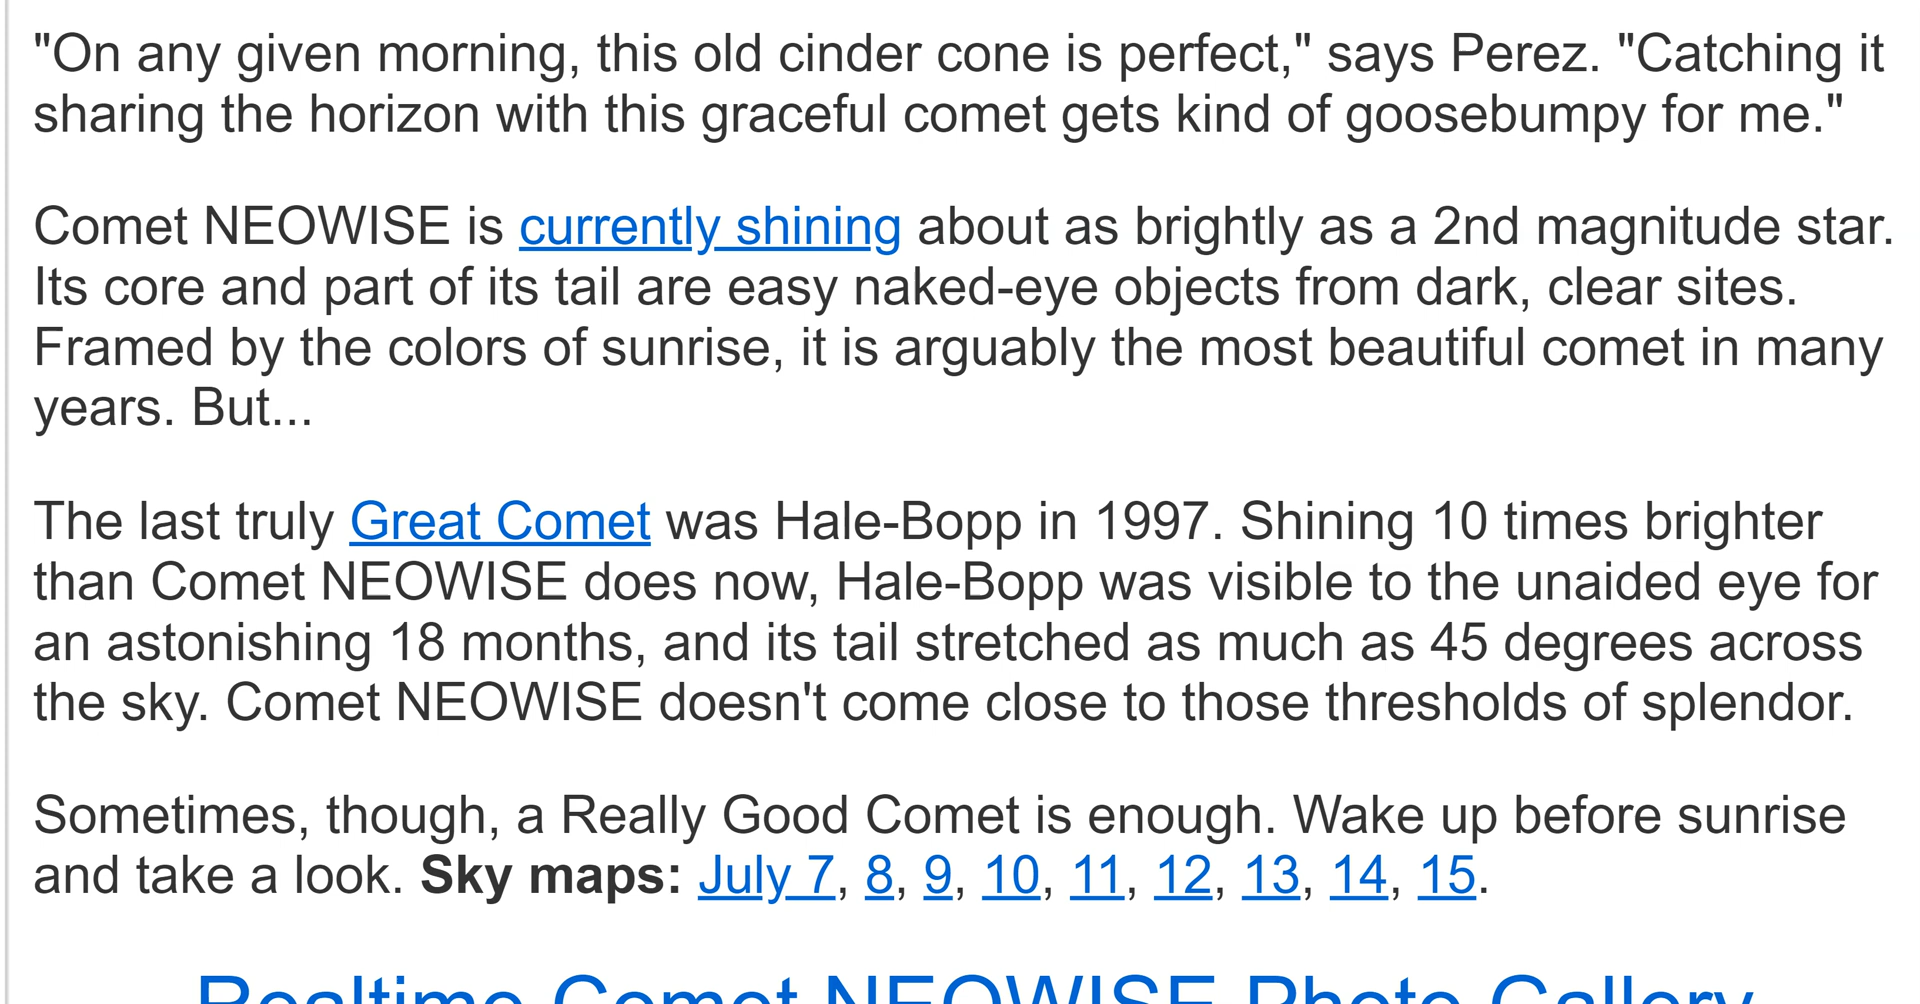 "On any given morning, this old cinder cone is perfect," says Perez. "Catching it
sharing the horizon with this graceful comet gets kind of goosebumpy for me."
Comet NEOWISE is currently shining about as brightly as a 2nd magnitude star.
Its core and part of its tail are easy naked-eye objects from dark, clear sites.
Framed by the colors of sunrise, it is arguably the most beautiful comet in many
years. But...
The last truly Great Comet was Hale-Bopp in 1997. Shining 10 times brighter
than Comet NEOWISE does now, Hale-Bopp was visible to the unaided eye for
an astonishing 18 months, and its tail stretched as much as 45 degrees across
the sky. Comet NEOWISE doesn't come close to those thresholds of splendor.
Sometimes, though, a Really Good Comet is enough. Wake up before sunrise
and take a look. Sky maps: July 7, 8, 9, 10, 11, 12, 13, 14, 15.
Realtime Comet NEOWISE Photo Gallery